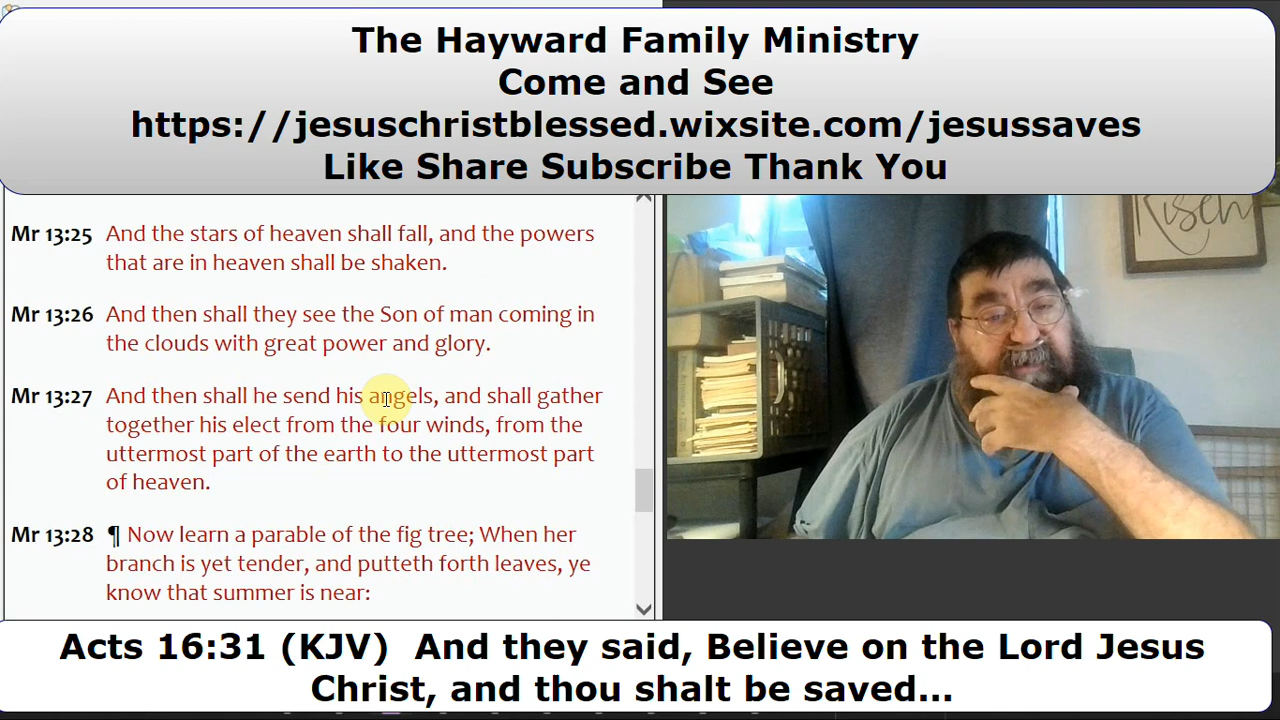 The Hayward Family Ministry
Come and See
https://jesuschristblessed.wixsite.com/jesussaves
Like Share Subscribe Thank You
Risen
Mr 13:25 And the stars of heaven shall fall, and the powers
that are in heaven shall be shaken.
Mr 13:26 And then shall they see the Son of man coming in
the clouds with great power and glory.
Mr 13:27 And then shall he send his angels, and shall gather
together his elect from the four winds, from the
uttermost part of the earth to the uttermost part
of heaven.
Mr 13:28 ¶ Now learn a parable of the fig tree; When her
branch is yet tender, and putteth forth leaves, ye
know that summer is near:
Acts 16:31 (KJV) And they said, Believe on the Lord Jesus
Christ, and thou shalt be saved...